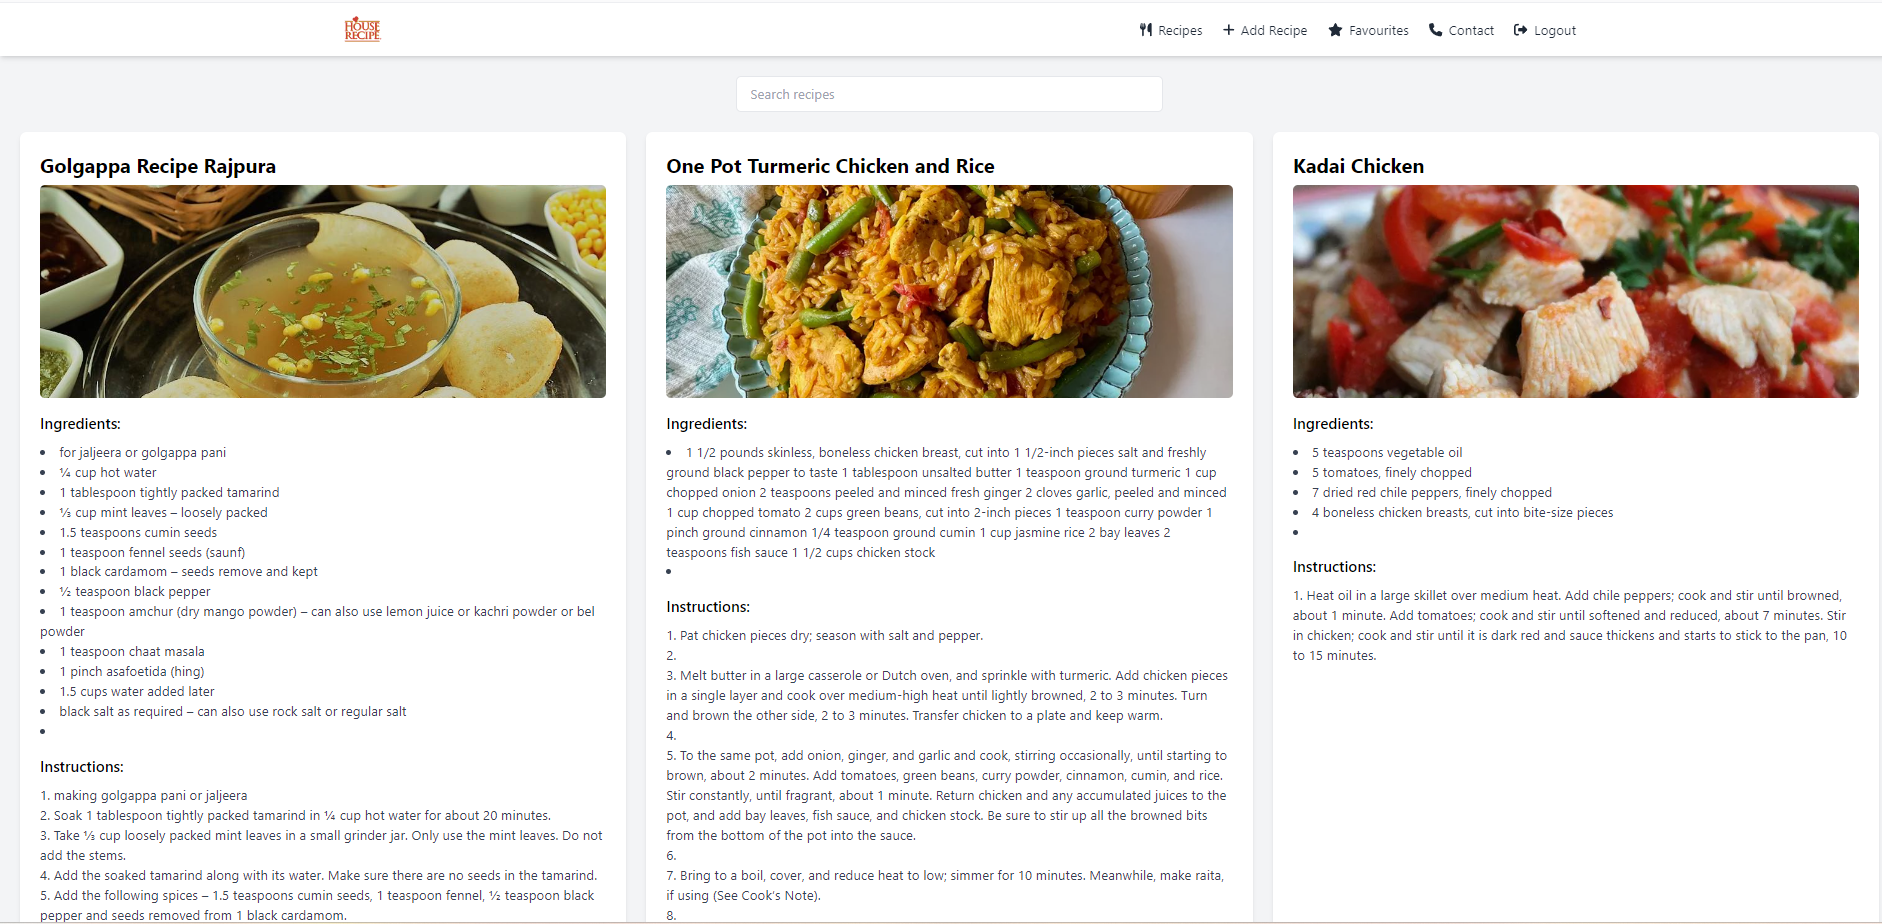 HOUSE
RECIPE
Recipes
Add Recipe
Favourites
Contact
Logout
Search recipes
Golgappa Recipe Rajpura
Ingredients:
• for jaljeera or golgappa pani
• ¼ cup hot water
• 1 tablespoon tightly packed tamarind
• ⅓ cup mint leaves – loosely packed
• 1.5 teaspoons cumin seeds
• 1 teaspoon fennel seeds (saunf)
• 1 black cardamom – seeds remove and kept
• ½ teaspoon black pepper
• 1 teaspoon amchur (dry mango powder) – can also use lemon juice or kachri powder or bel
powder
• 1 teaspoon chaat masala
• 1 pinch asafoetida (hing)
• 1.5 cups water added later
• black salt as required – can also use rock salt or regular salt
•
Instructions:
1. making golgappa pani or jaljeera
2. Soak 1 tablespoon tightly packed tamarind in ¼ cup hot water for about 20 minutes.
3. Take ⅓ cup loosely packed mint leaves in a small grinder jar. Only use the mint leaves. Do not
add the stems.
4. Add the soaked tamarind along with its water. Make sure there are no seeds in the tamarind.
5. Add the following spices – 1.5 teaspoons cumin seeds, 1 teaspoon fennel, ½ teaspoon black
pepper and seeds removed from 1 black cardamom.
One Pot Turmeric Chicken and Rice
Ingredients:
• 1 1/2 pounds skinless, boneless chicken breast, cut into 1 1/2-inch pieces salt and freshly
ground black pepper to taste 1 tablespoon unsalted butter 1 teaspoon ground turmeric 1 cup
chopped onion 2 teaspoons peeled and minced fresh ginger 2 cloves garlic, peeled and minced
1 cup chopped tomato 2 cups green beans, cut into 2-inch pieces 1 teaspoon curry powder 1
pinch ground cinnamon 1/4 teaspoon ground cumin 1 cup jasmine rice 2 bay leaves 2
teaspoons fish sauce 1 1/2 cups chicken stock
•
Instructions:
1. Pat chicken pieces dry; season with salt and pepper.
2.
3. Melt butter in a large casserole or Dutch oven, and sprinkle with turmeric. Add chicken pieces
in a single layer and cook over medium-high heat until lightly browned, 2 to 3 minutes. Turn
and brown the other side, 2 to 3 minutes. Transfer chicken to a plate and keep warm.
4.
5. To the same pot, add onion, ginger, and garlic and cook, stirring occasionally, until starting to
brown, about 2 minutes. Add tomatoes, green beans, curry powder, cinnamon, cumin, and rice.
Stir constantly, until fragrant, about 1 minute. Return chicken and any accumulated juices to the
pot, and add bay leaves, fish sauce, and chicken stock. Be sure to stir up all the browned bits
from the bottom of the pot into the sauce.
6.
7. Bring to a boil, cover, and reduce heat to low; simmer for 10 minutes. Meanwhile, make raita,
if using (See Cook's Note).
8.
Kadai Chicken
Ingredients:
• 5 teaspoons vegetable oil
• 5 tomatoes, finely chopped
• 7 dried red chile peppers, finely chopped
• 4 boneless chicken breasts, cut into bite-size pieces
•
Instructions:
1. Heat oil in a large skillet over medium heat. Add chile peppers; cook and stir until browned,
about 1 minute. Add tomatoes; cook and stir until softened and reduced, about 7 minutes. Stir
in chicken; cook and stir until it is dark red and sauce thickens and starts to stick to the pan, 10
to 15 minutes.